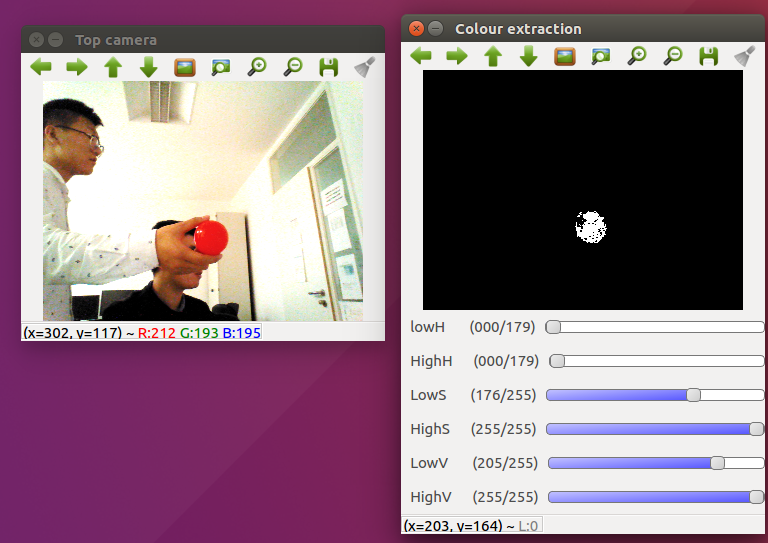 Top camera
(x=302, y=117) ~ R:212 G:193 B:195
Colour extraction
lowH (000/179)
HighH (000/179)
LowS (176/255)
HighS (255/255)
LowV (205/255)
HighV (255/255)
(x=203, y=164) ~ L:0